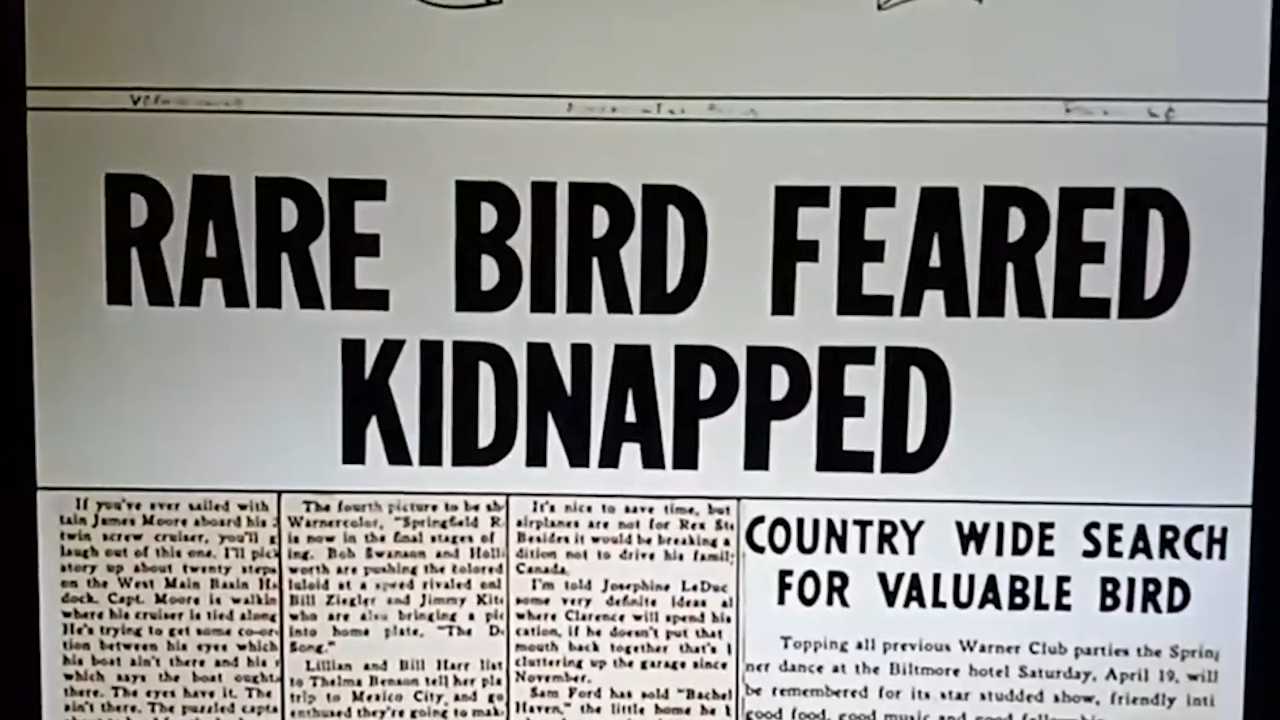 RARE BIRD FEARED
KIDNAPPED
If you've ever sailed with
tain James Moore aboard his
twin screw cruiser, you'll
laugh out of this one. I'll pick
story up about twenty steps
on the West Main Basin
dock. Capt. Moore is walkin
where his cruiser is tied along
He's trying to get some co-or
tion between his eyes which
his boat ain't there and his
which says the boat ought
there. The eyes have it. The
ain't there. The puzzled capta
The fourth picture to be sh
Warnercolor, "Springfield R
is now in the final stages of
ing. Bob Swanson and Holli
worth are pushing the colored
luloid at a speed rivaled onl
Bill Ziegler and Jimmy Kit
who are also bringing a pic
into home plate, "The D
Song."
Lillian and Bill Harr list
to Thelma Benson tell her pla
trip to Mexico City, and go
enthused they're going to mak
It's nice to save time, but
airplanes are not for Rex St
Besides it would be breaking a
dition not to drive his family
Canada.
I'm told Josephine LeDuc
some very definite ideas a
where Clarence will spend his
cation, if he doesn't put that
mouth back together that's
cluttering up the garage since
November.
Sam Ford has sold "Rachel
Haven," the little home he
COUNTRY WIDE SEARCH
FOR VALUABLE BIRD
Topping all previous Warner Club parties the Spring
ner dance at the Biltmore hotel Saturday, April 19, will
be remembered for its star studded show, friendly inti
good food, good music and good